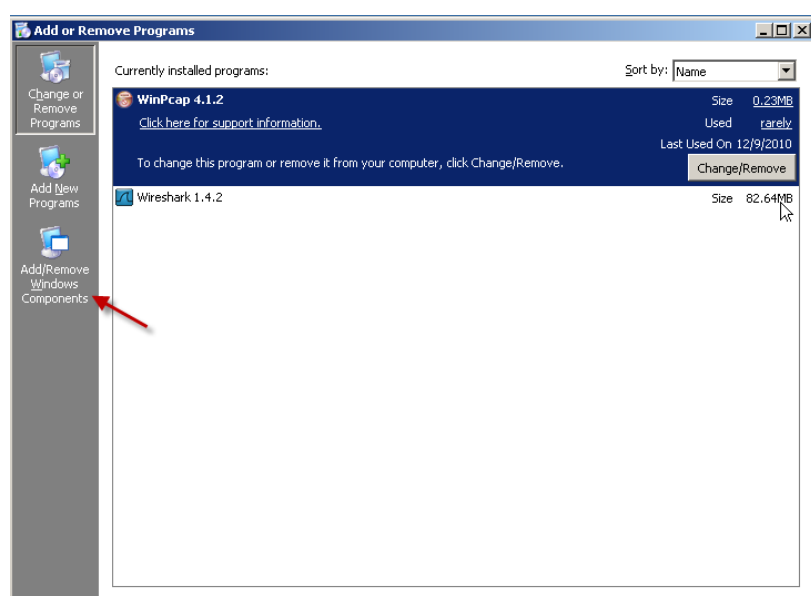 Add or Remove Programs
Change or
Remove
Programs
Add New
Programs
Add/Remove
Windows
Components
Currently installed programs:
Sort by: Name
WinPcap 4.1.2
Size 0.23MB
Click here for support information.
Used rarely
Last Used On 12/9/2010
To change this program or remove it from your computer, click Change/Remove.
Change/Remove
Wireshark 1.4.2
Size 82.64MB